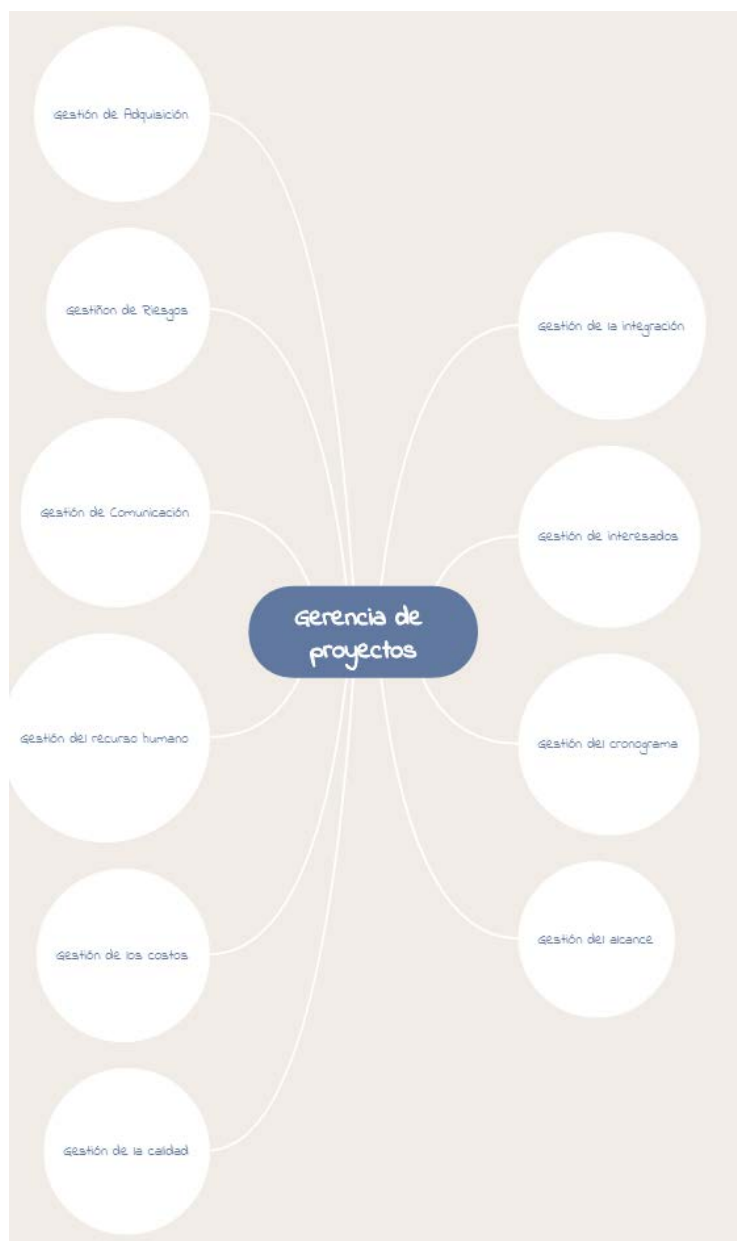 Gestión de Adquisición
Gestiñon de Riesgos
Gestión de Comunicación
Gestión del recurso humano
Gestión de los costos
Gestión de la calidad
Gerencia de
proyectos
Gestión de la integración
Gestión de interesados
Gestión del cronograma
Gestión del alcance